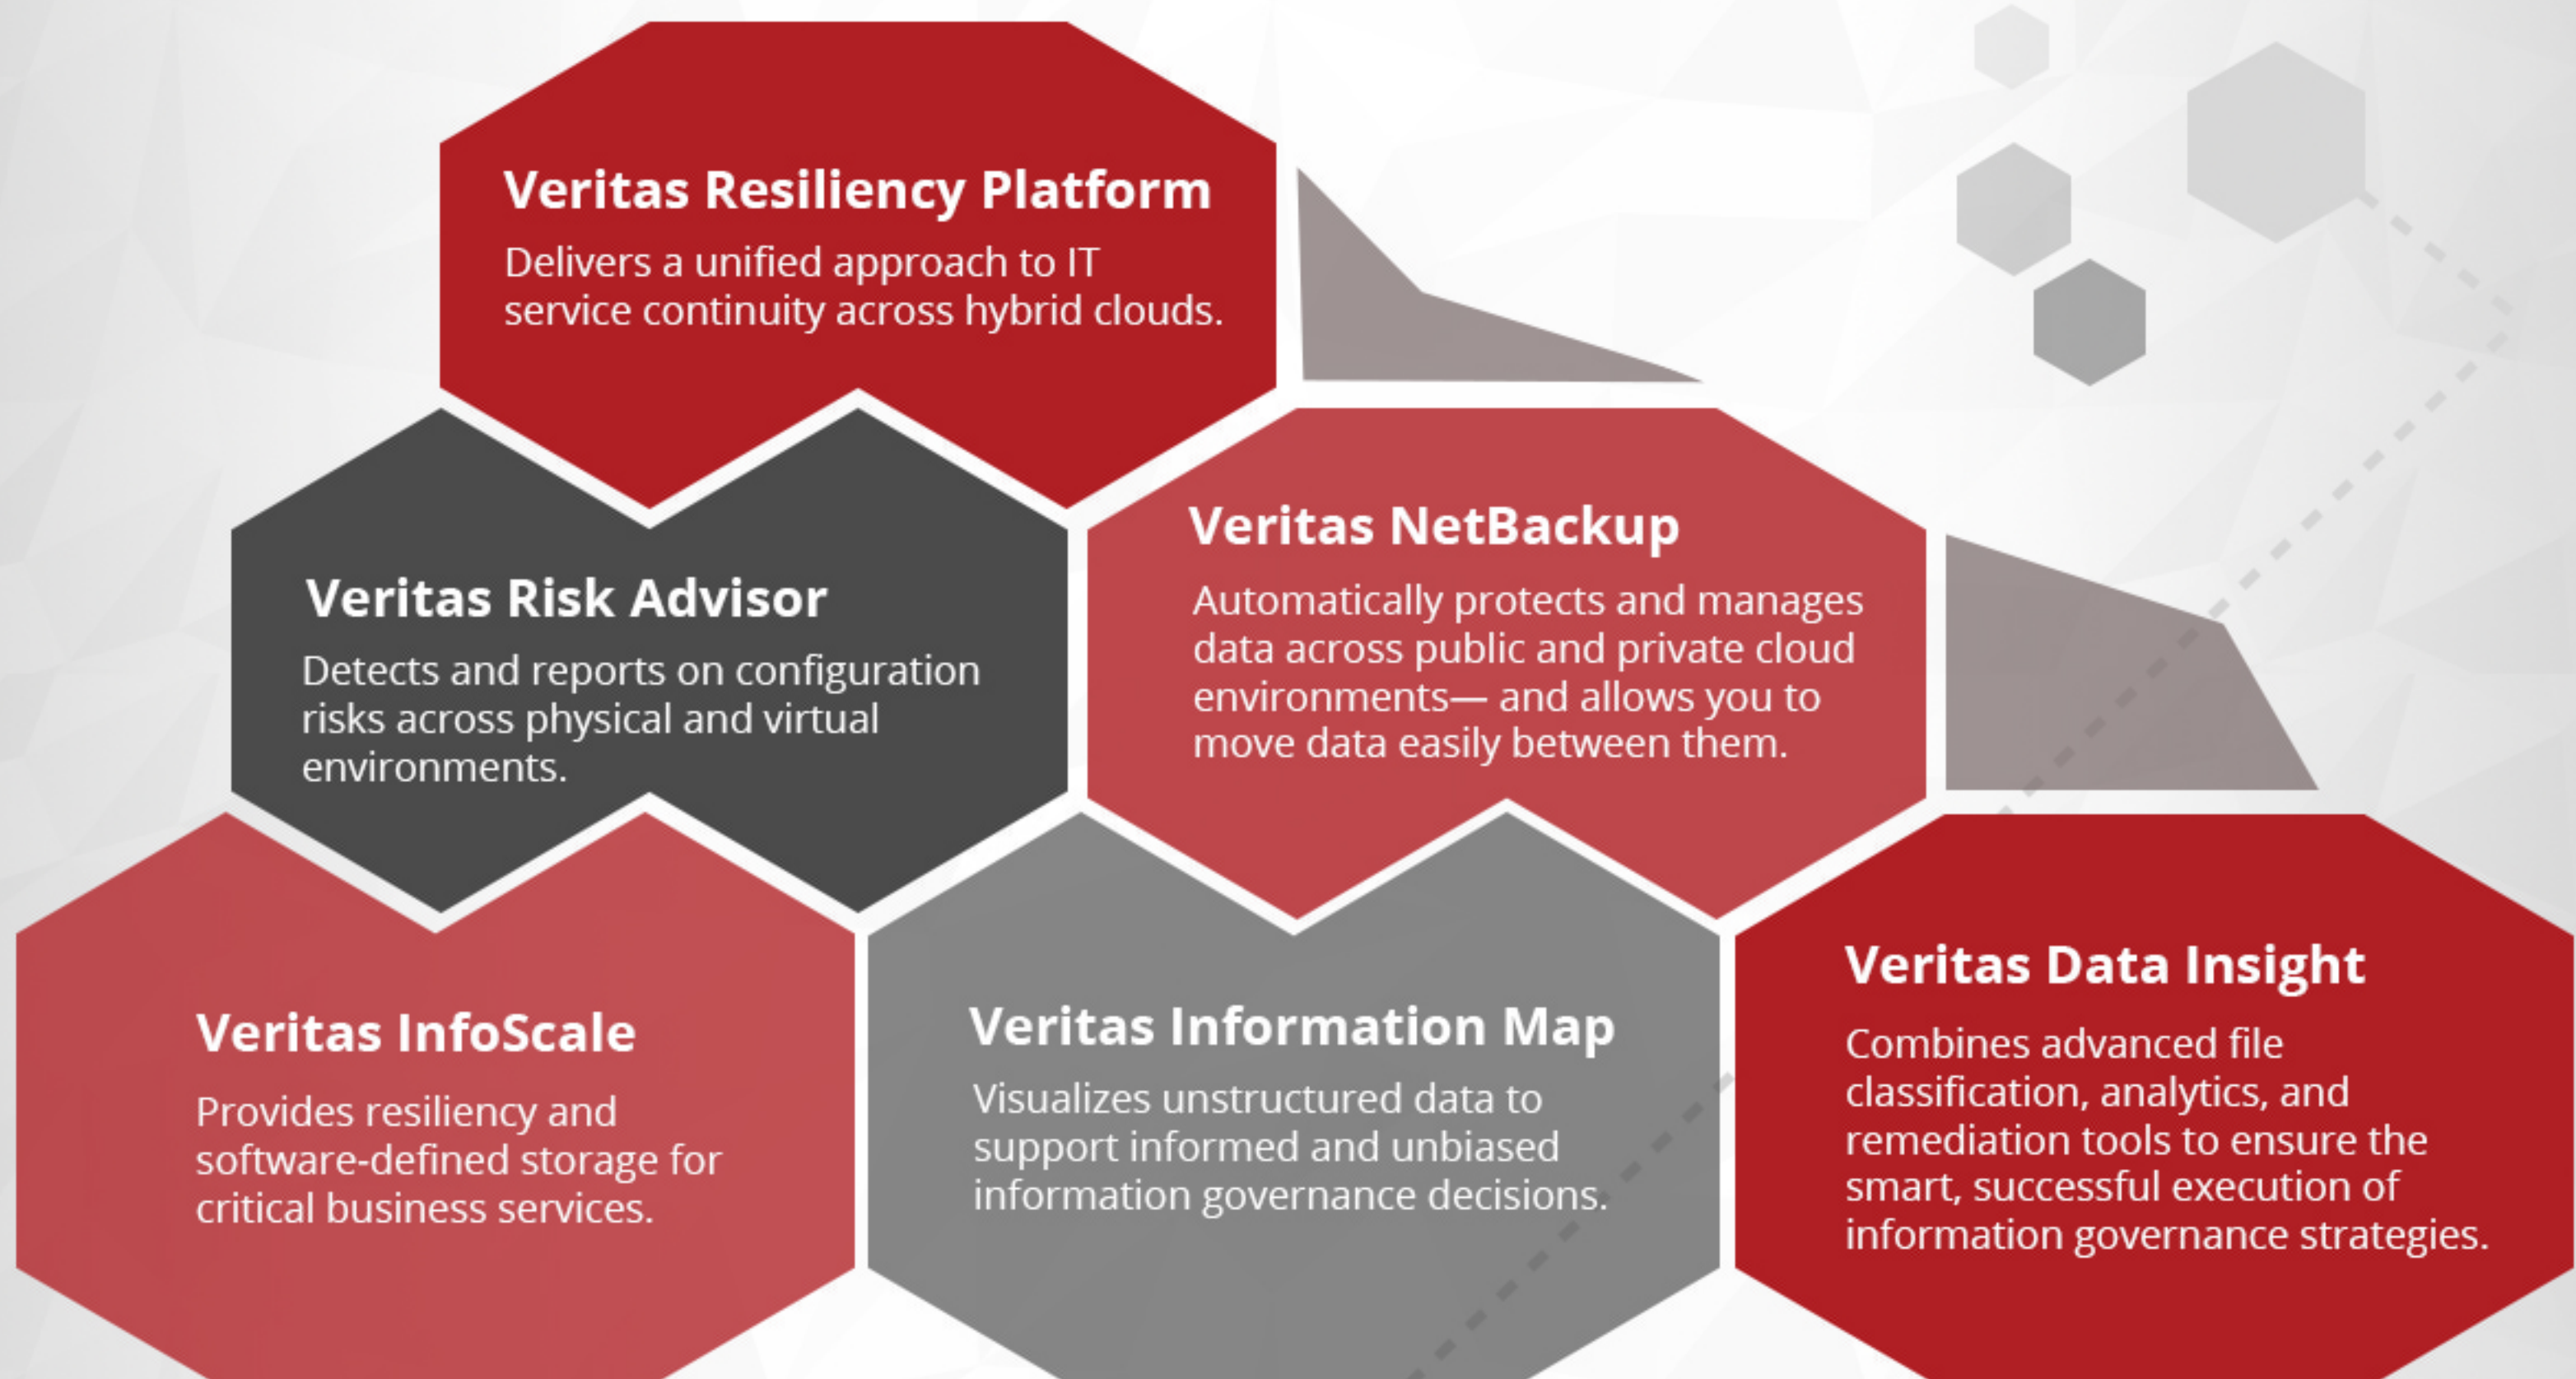 Veritas Resiliency Platform
Delivers a unified approach to IT
service continuity across hybrid clouds.
Veritas Risk Advisor
Detects and reports on configuration
risks across physical and virtual
environments.
Veritas NetBackup
Automatically protects and manages
data across public and private cloud
environments— and allows you to
move data easily between them.
Veritas InfoScale
Provides resiliency and
software-defined storage for
critical business services.
Veritas Information Map
Visualizes unstructured data to
support informed and unbiased
information governance decisions.
Veritas Data Insight
Combines advanced file
classification, analytics, and
remediation tools to ensure the
smart, successful execution of
information governance strategies.